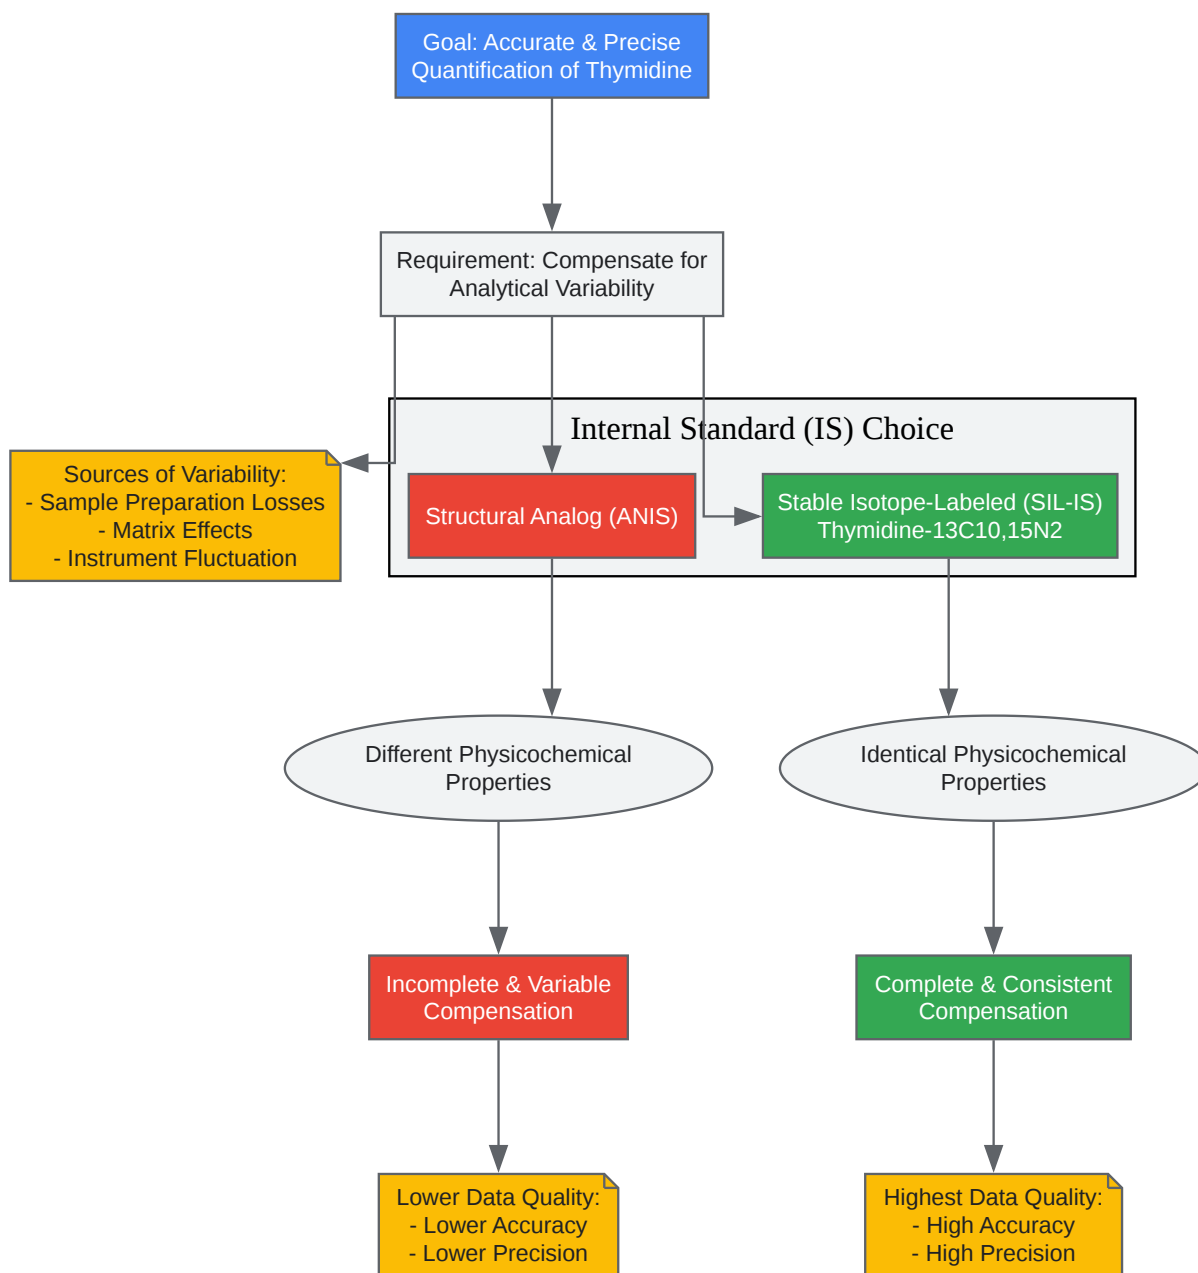 Goal: Accurate & Precise
Quantification of Thymidine
Requirement: Compensate for
Analytical Variability
Internal Standard (IS) Choice
Sources of Variability:
- Sample Preparation Losses
- Matrix Effects
- Instrument Fluctuation
Structural Analog (ANIS)
Stable Isotope-Labeled (SIL-IS)
Thymidine-13C10,15N2
Different Physicochemical
Properties
Identical Physicochemical
Properties
Incomplete & Variable
Compensation
Complete & Consistent
Compensation
Lower Data Quality:
- Lower Accuracy
- Lower Precision
Highest Data Quality:
- High Accuracy
- High Precision